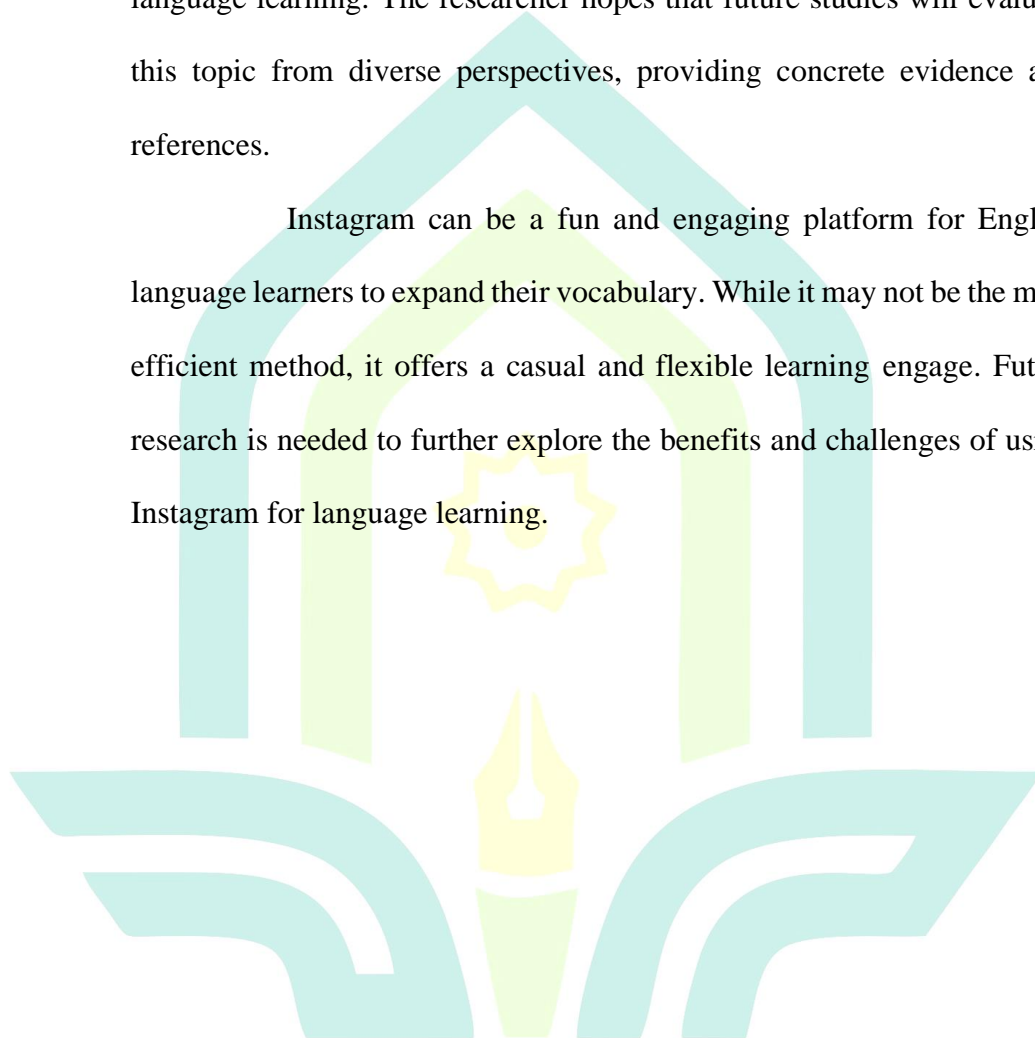 language learning. The researcher hopes that future studies will evalu
this topic from diverse perspectives, providing concrete evidence a
references.
Instagram can be a fun and engaging platform for Engl
language learners to expand their vocabulary. While it may not be the m
efficient method, it offers a casual and flexible learning engage. Fut
research is needed to further explore the benefits and challenges of us
Instagram for language learning.